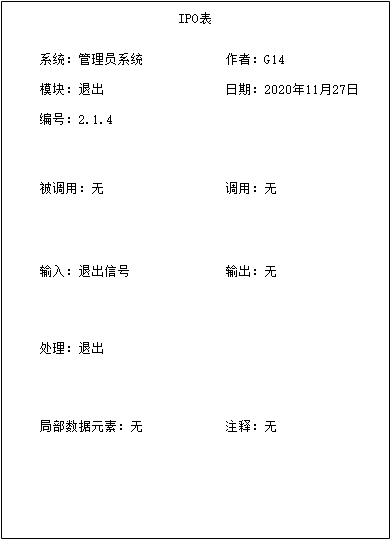 IPO表
系统：管理员系统 作者：G14
模块：退出 日期：2020年11月27日
编号：2.1.4
被调用：无 调用：无
输入：退出信号 输出：无
处理：退出
局部数据元素：无 注释：无